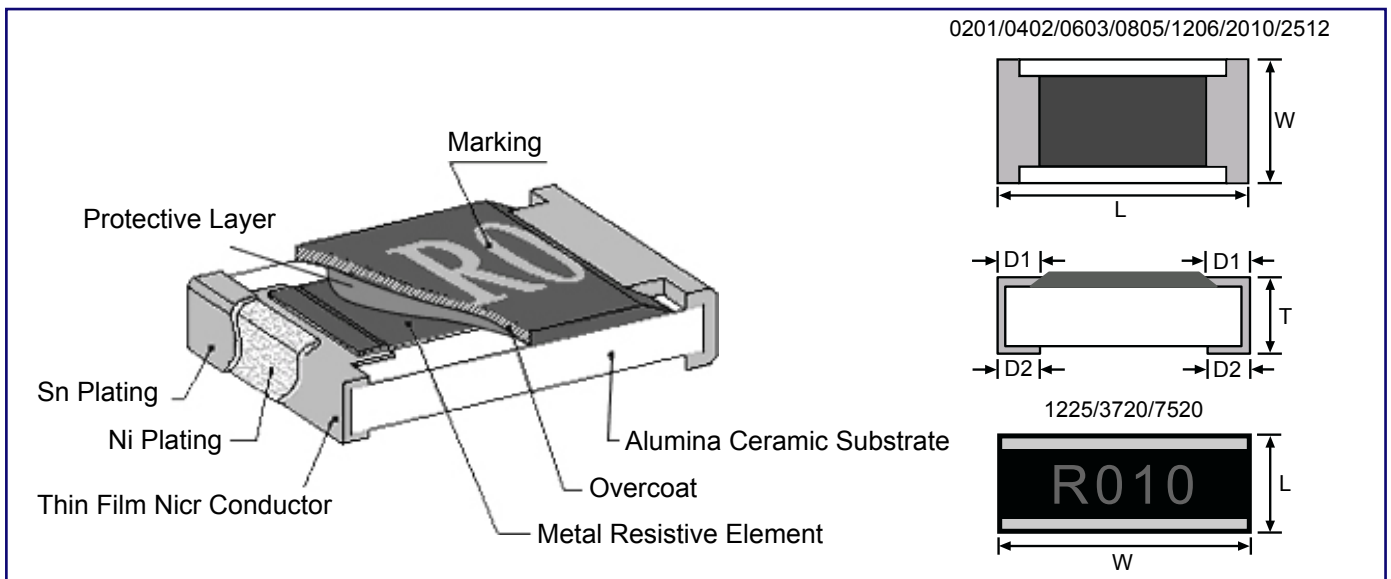 0201/0402/0603/0805/1206/2010/2512
Marking
W
Protective Layer
R0
L
D1 D1
T
Sn Plating
D2 D2
Ni Plating
1225/3720/7520
Alumina Ceramic Substrate
Overcoat
R010
L
Thin Film Nicr Conductor
Metal Resistive Element
W